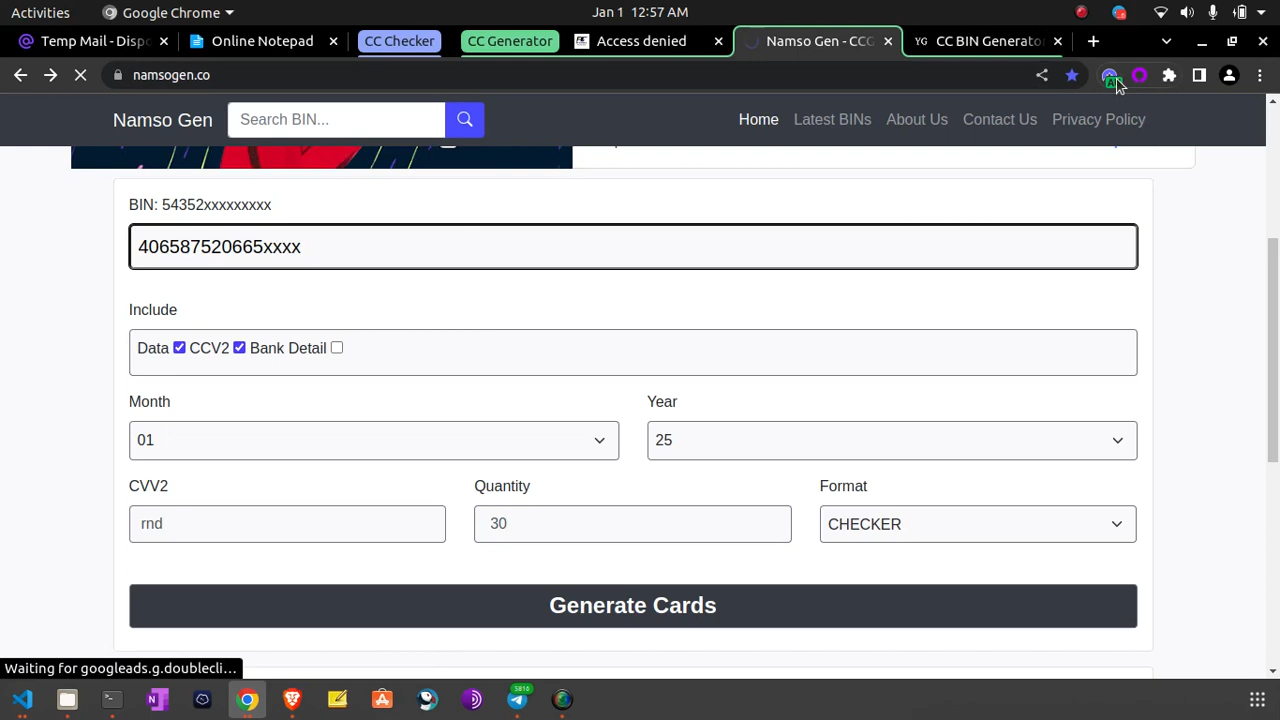 Activities Google Chrome Jan 1 12:57 AM
Temp Mail - Dispo Online Notepad CC Checker CC Generator Access denied Namso Gen - CCG CC BIN Generato
namsogen.co
Namso Gen Search BIN... Home Latest BINs About Us Contact Us Privacy Policy
BIN: 54352xxxxxxxxxx
406587520665xxxx
Include
Data CCV2 Bank Detail
Month Year
01 25
CVV2 Quantity Format
rnd 30 CHECKER
Generate Cards
Waiting for googleads.g.doublecli...
5816